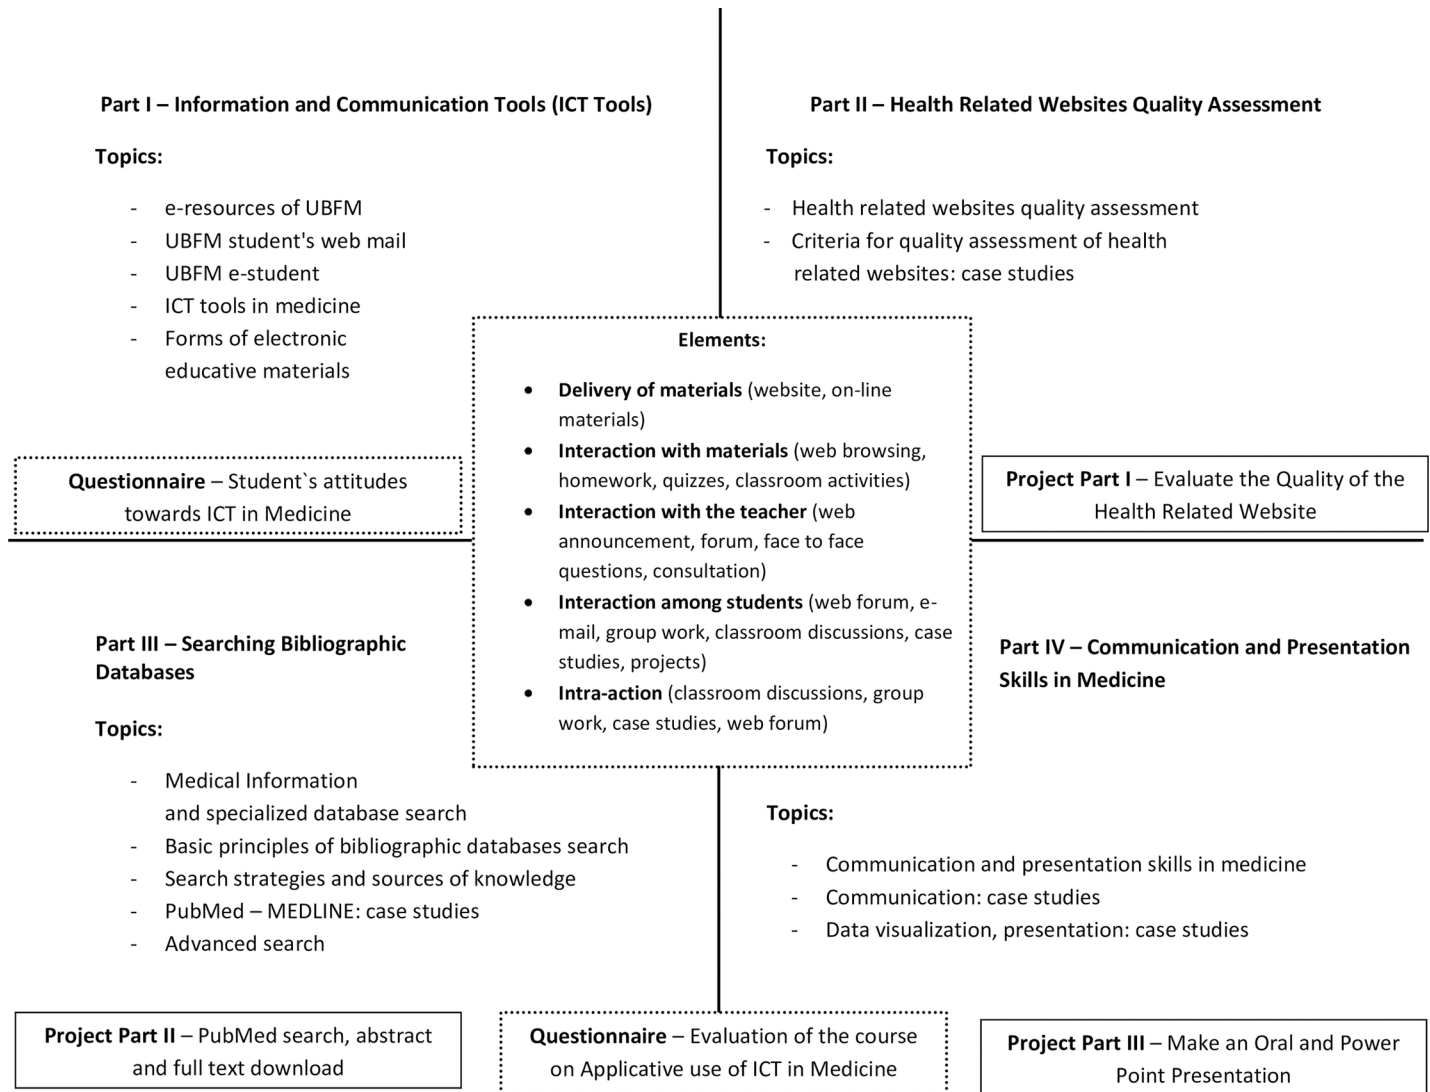 Part I – Information and Communication Tools (ICT Tools)
Topics:
- e-resources of UBFM
- UBFM student's web mail
- UBFM e-student
- ICT tools in medicine
- Forms of electronic
educative materials
Questionnaire – Student`s attitudes
towards ICT in Medicine
Part II – Health Related Websites Quality Assessment
Topics:
- Health related websites quality assessment
- Criteria for quality assessment of health
related websites: case studies
Project Part I – Evaluate the Quality of the
Health Related Website
Elements:
• Delivery of materials (website, on-line
materials)
• Interaction with materials (web browsing,
homework, quizzes, classroom activities)
• Interaction with the teacher (web
announcement, forum, face to face
questions, consultation)
• Interaction among students (web forum, e-
mail, group work, classroom discussions, case
studies, projects)
• Intra-action (classroom discussions, group
work, case studies, web forum)
Part III – Searching Bibliographic
Databases
Topics:
- Medical Information
and specialized database search
- Basic principles of bibliographic databases search
- Search strategies and sources of knowledge
- PubMed – MEDLINE: case studies
- Advanced search
Project Part II – PubMed search, abstract
and full text download
Part IV – Communication and Presentation
Skills in Medicine
Topics:
- Communication and presentation skills in medicine
- Communication: case studies
- Data visualization, presentation: case studies
Questionnaire – Evaluation of the course
on Applicative use of ICT in Medicine
Project Part III – Make an Oral and Power
Point Presentation